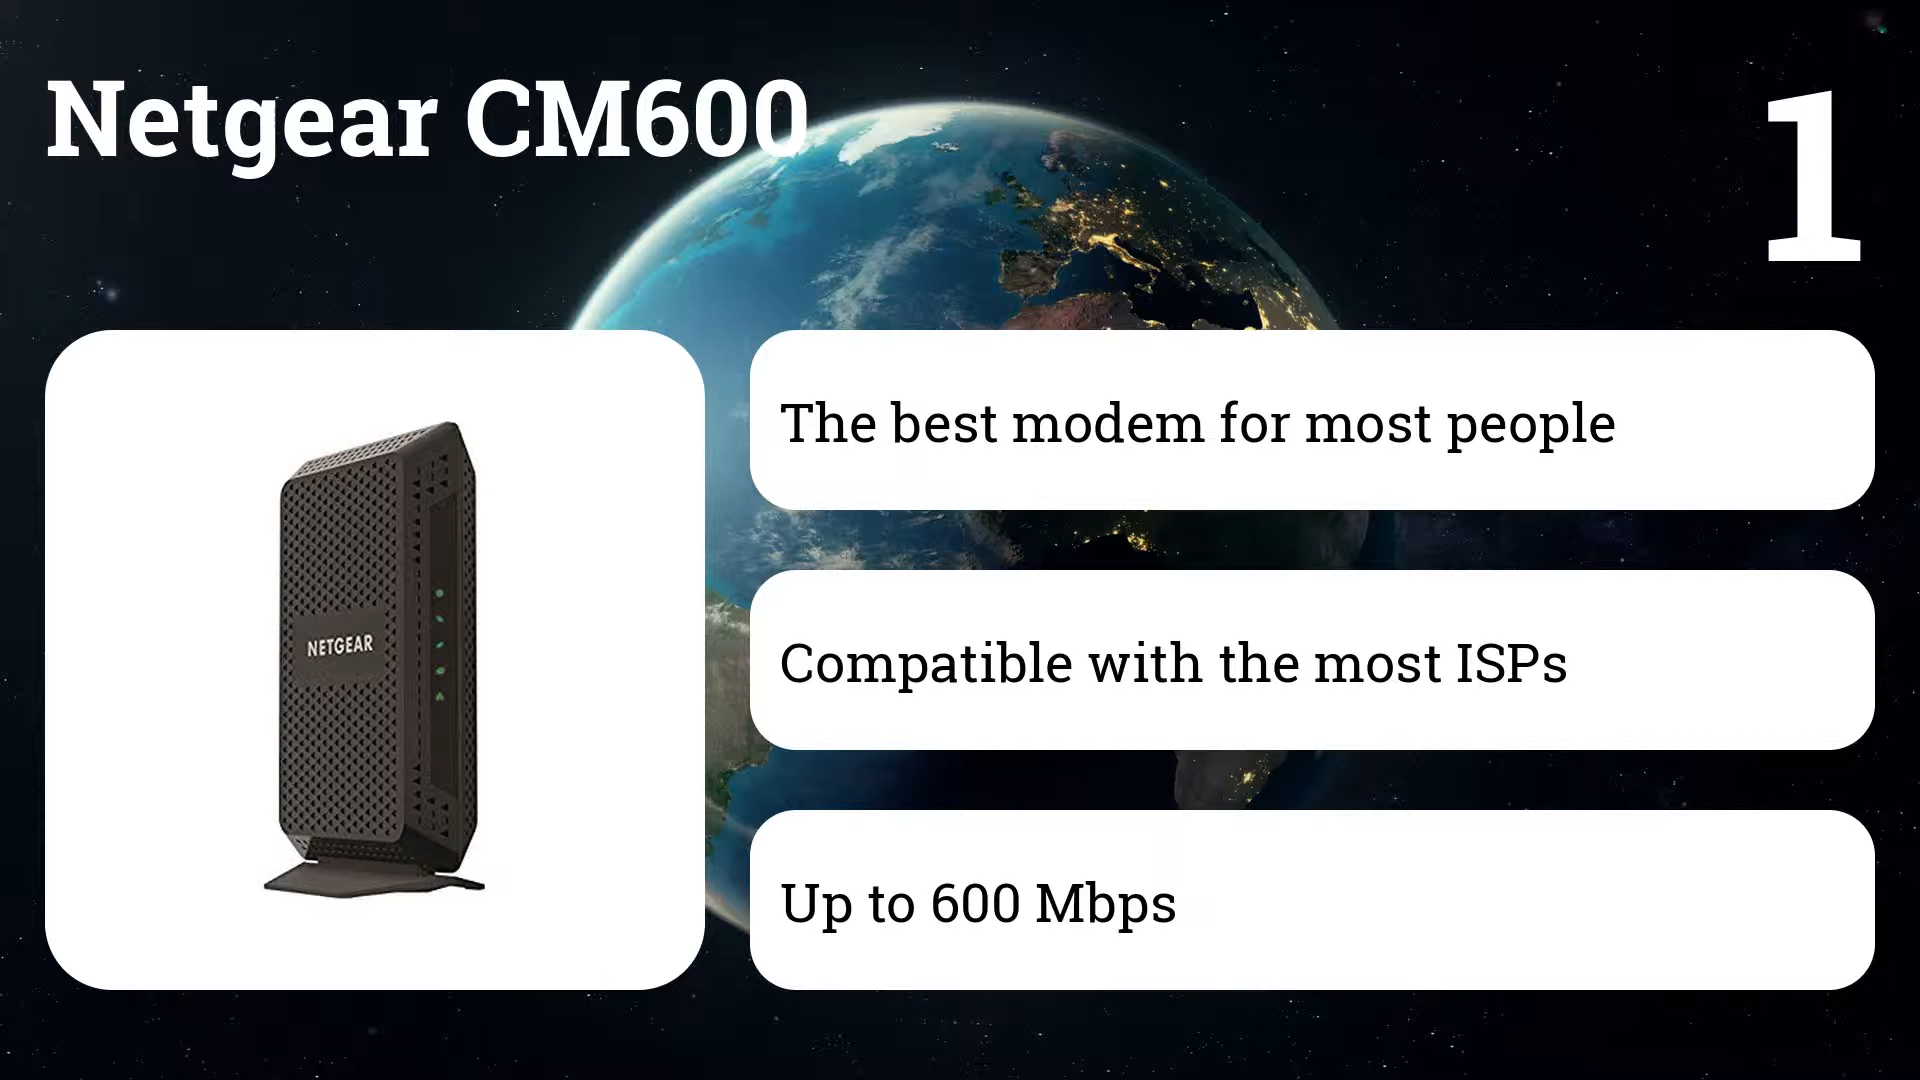 Netgear CM600
1
NETGEAR
The best modem for most people
Compatible with the most ISPs
Up to 600 Mbps